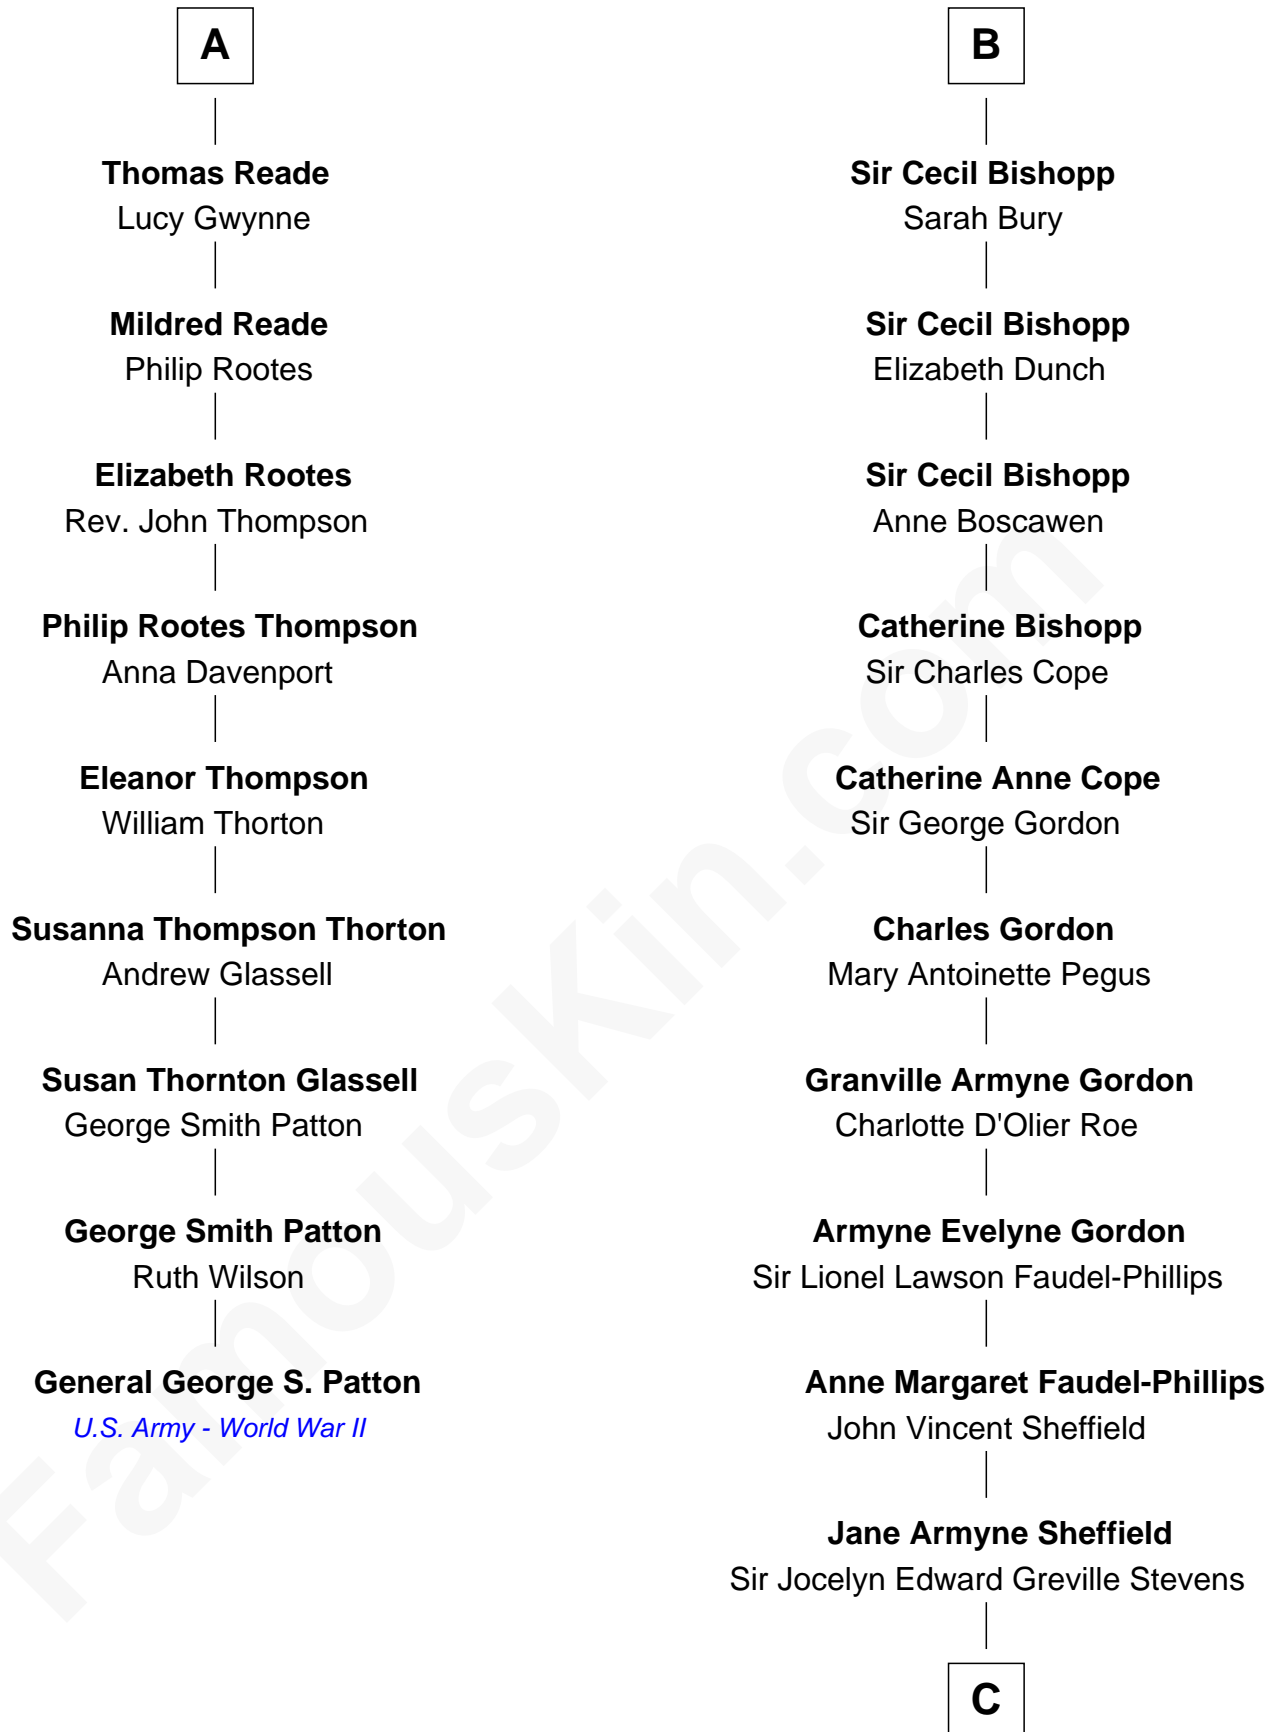 A
Thomas Reade
Lucy Gwynne
Mildred Reade
Philip Rootes
Elizabeth Rootes
Rev. John Thompson
Philip Rootes Thompson
Anna Davenport
Eleanor Thompson
William Thorton
Susanna Thompson Thorton
Andrew Glassell
Susan Thornton Glassell
George Smith Patton
George Smith Patton
Ruth Wilson
General George S. Patton
U.S. Army - World War II
B
Sir Cecil Bishopp
Sarah Bury
Sir Cecil Bishopp
Elizabeth Dunch
Sir Cecil Bishopp
Anne Boscawen
Catherine Bishopp
Sir Charles Cope
Catherine Anne Cope
Sir George Gordon
Charles Gordon
Mary Antoinette Pegus
Granville Armyne Gordon
Charlotte D'Olier Roe
Armyne Evelyne Gordon
Sir Lionel Lawson Faudel-Phillips
Anne Margaret Faudel-Phillips
John Vincent Sheffield
Jane Armyne Sheffield
Sir Jocelyn Edward Greville Stevens
C
FamousKin.com